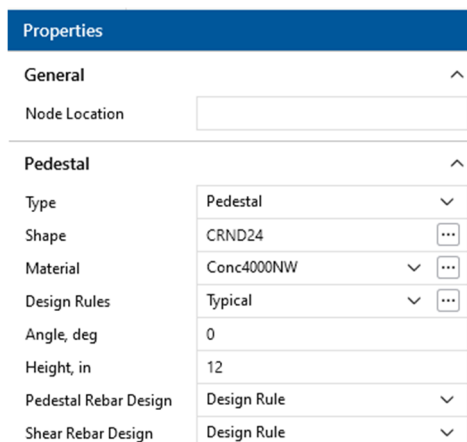 Properties
General
Node Location
Pedestal
Type Pedestal
Shape CRND24
Material Conc4000NW
Design Rules Typical
Angle, deg 0
Height, in 12
Pedestal Rebar Design Design Rule
Shear Rebar Design Design Rule